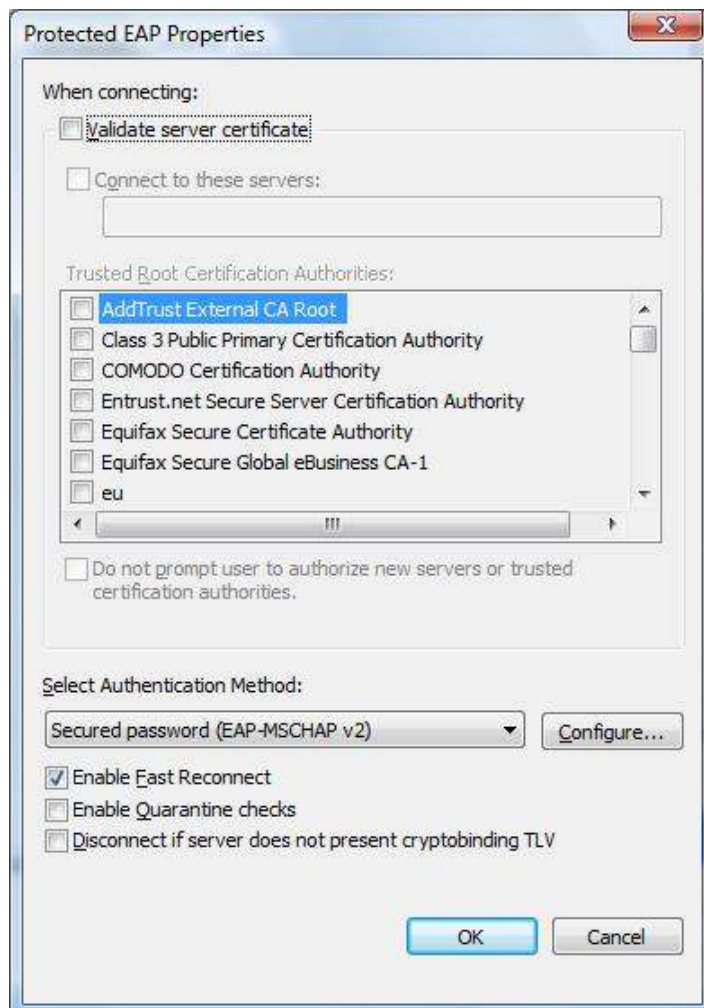 Protected EAP Properties
When connecting:
Validate server certificate
Connect to these servers:
Trusted Root Certification Authorities:
AddTrust External CA Root
Class 3 Public Primary Certification Authority
COMODO Certification Authority
Entrust.net Secure Server Certification Authority
Equifax Secure Certificate Authority
Equifax Secure Global eBusiness CA-1
eu
Do not prompt user to authorize new servers or trusted
certification authorities.
Select Authentication Method:
Secured password (EAP-MSCHAP v2) Configure...
Enable Fast Reconnect
Enable Quarantine checks
Disconnect if server does not present cryptobinding TLV
OK Cancel